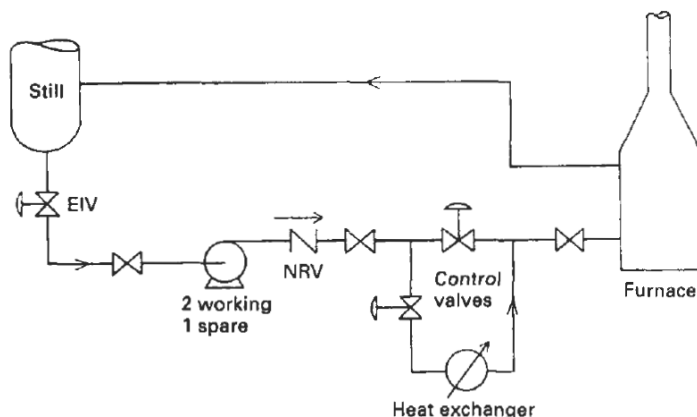 Still
EIV
NRV
2 working
1 spare
Control
valves
Heat exchanger
Furnace